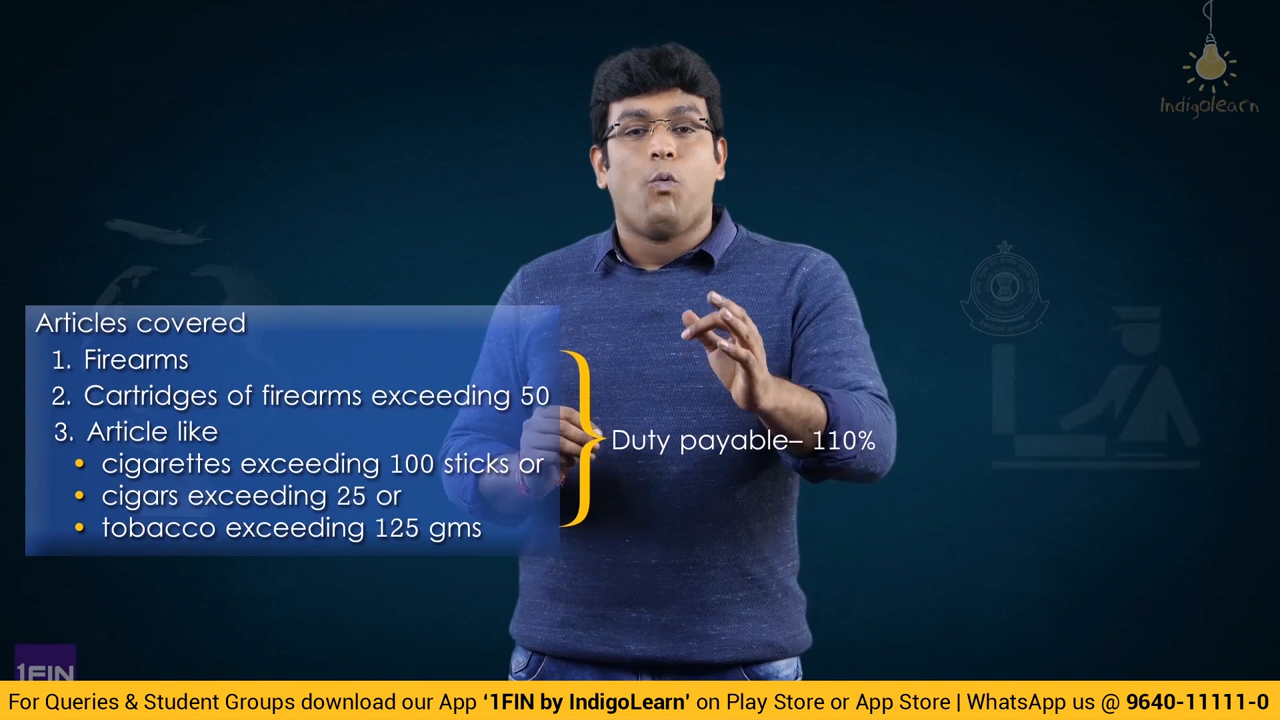 Indigolearn
Articles covered
1. Firearms
2. Cartridges of firearms exceeding 50
3. Article like
• cigarettes exceeding 100 sticks or
• cigars exceeding 25 or
• tobacco exceeding 125 gms
Duty payable– 110%
1FIN
For Queries & Student Groups download our App ‘1FIN by IndigoLearn’ on Play Store or App Store | WhatsApp us @ 9640-11111-0